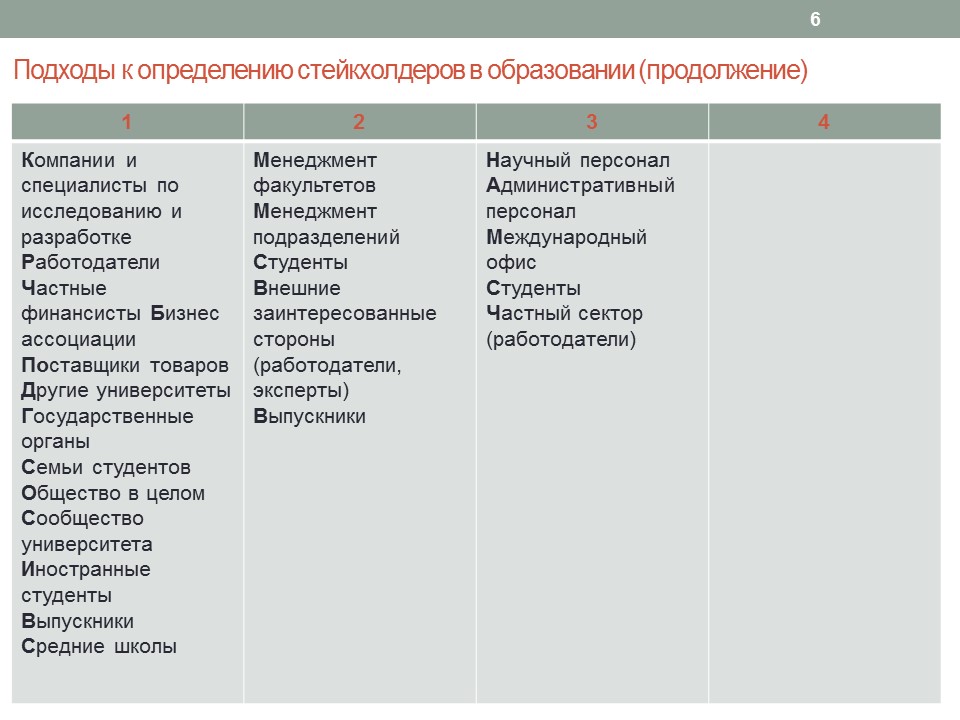 6
Подходы к определению стейкхолдеров в образовании (продолжение)
1
2
3
4
Компании и
специалисты по
исследованию и
разработке
Работодатели
Частные
финансисты Бизнес
ассоциации
Поставщики товаров
Другие университеты
Государственные
органы
Семьи студентов
Общество в целом
Сообщество
университета
Иностранные
студенты
Выпускники
Средние школы
Менеджмент
факультетов
Менеджмент
подразделений
Студенты
Внешние
заинтересованные
стороны
(работодатели,
эксперты)
Выпускники
Научный персонал
Административный
персонал
Международный
офис
Студенты
Частный сектор
(работодатели)